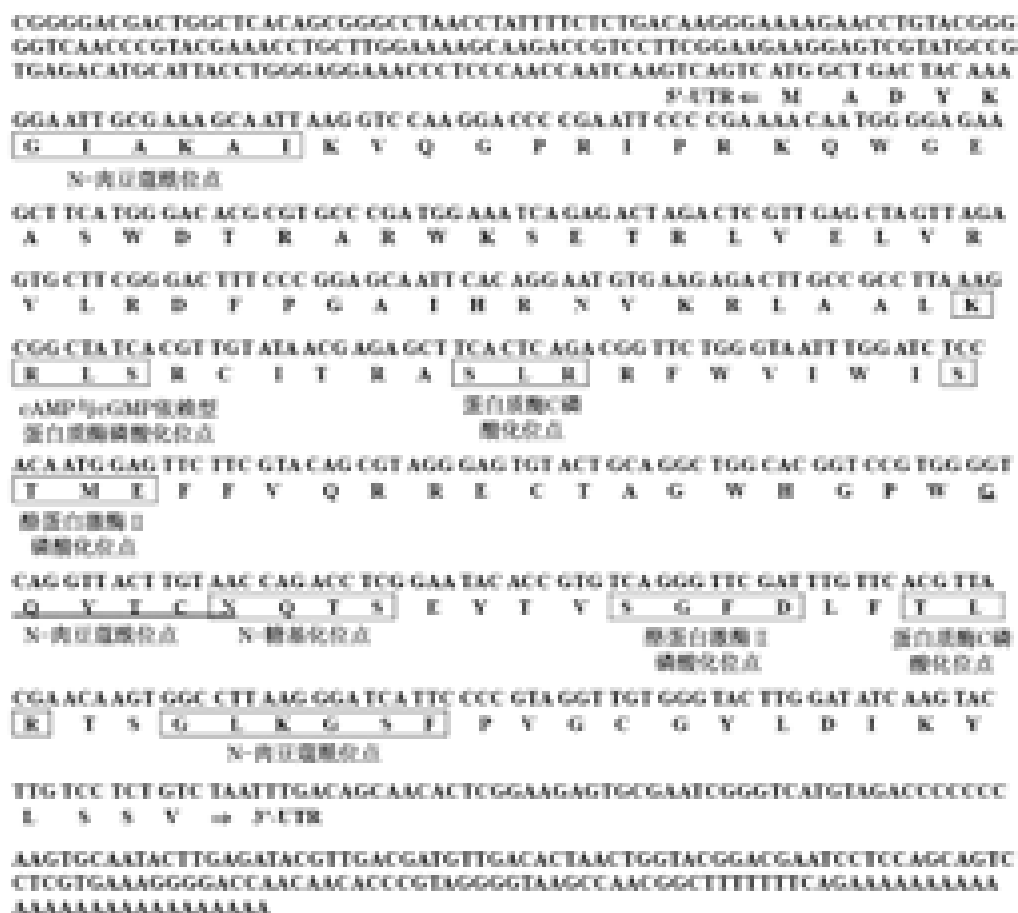 CGGGGACGACTGGCTCACAGCGGGCCTAACCTATTTTCTCTGACAAGGGAAAAGAACCTGTACGGG
GGTCAACCCGTACGAAACCTGCTTGGAAAAGCAAGACCGTCCTTCGGAAGAAGGAGTCGTATGCCG
TGAGACATGCATTACCTGGGAGGAAACCCTCCCAACCAATCAAGTCAGTC ATG GCT GAC TAC AAA
5'-UTR ⇐ M A D Y K
GGA ATT GCG AAA GCA ATT AAG GTC CAA GGA CCC CGA ATT CCC CGA AAA CAA TGG GGA GAA
G I A K A I K V Q G P R I P R K Q W G E
N-肉豆蔻酰位点
GCT TCA TGG GAC ACG CGT GCC CGA TGG AAA TCA GAG ACT AGA CTC GTT GAG CTA GTT AGA
A S W D T R A R W K S E T R L V E L V R
GTG CTT CGG GAC TTT CCC GGA GCA ATT CAC AGG AAT GTG AAG AGA CTT GCC GCC TTA AAG
V L R D F P G A I H R N V K R L A A L K
CGG CTA TCA CGT TGT ATA ACG AGA GCT TCA CTC AGA CGG TTC TGG GTA ATT TGG ATC TCC
R L S R C I T R A S L R R F W V I W I S
cAMP与cGMP依赖型 蛋白质酶C磷
蛋白质酶磷酸化位点 酸化位点
ACA ATG GAG TTC TTC GTA CAG CGT AGG GAG TGT ACT GCA GGC TGG CAC GGT CCG TGG GGT
T M E F F V Q R R E C T A G W H G P W G
酪蛋白激酶Ⅱ
磷酸化位点
CAG GTT ACT TGT AAC CAG ACC TCG GAA TAC ACC GTG TCA GGG TTC GAT TTG TTC ACG TTA
Q V T C N Q T S E Y T V S G F D L F T L
N-肉豆蔻酰位点 N-糖基化位点 酪蛋白激酶Ⅱ 蛋白质酶C磷
磷酸化位点 酸化位点
CGA ACA AGT GGC CTT AAG GGA TCA TTC CCC GTA GGT TGT GGG TAC TTG GAT ATC AAG TAC
R T S G L K G S F P V G C G Y L D I K Y
N-肉豆蔻酰位点
TTG TCC TCT GTC TAATTTGACAGCAACACTCGGAAGAGTGCGAATCGGGTCATGTAGACCCCCCC
L S S V ⇒ 3'-UTR
AAGTGCAATACTTGAGATACGTTGACGATGTTGACACTAACTGGTACGGACGAATCCTCCAGCAGTC
CTCGTGAAAGGGGACCAACAACACCCGTAGGGGTAAGCCAACGGCTTTTTTTCAGAAAAAAAAAAA
AAAAAAAAAAAAAAAAA